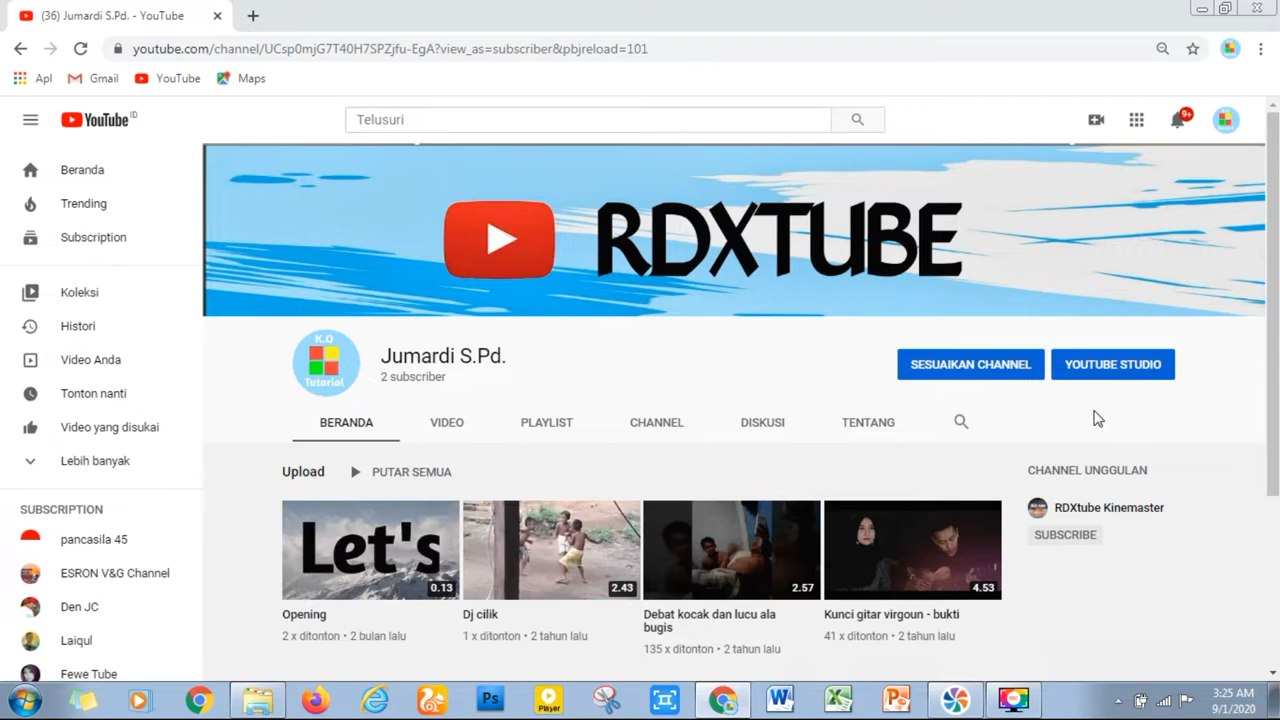 (36) Jumardi S.Pd. - YouTube
youtube.com/channel/UCsp0mjG7T40H7SPZjfu-EgA?view_as=subscriber&pbjreload=101
Apl Gmail YouTube Maps
YouTube ID
Telusuri
9+
Beranda
Trending
Subscription
Koleksi
Histori
Video Anda
Tonton nanti
Video yang disukai
Lebih banyak
SUBSCRIPTION
pancasila 45
ESRON V&G Channel
Den JC
Laiqul
Fewe Tube
RDXTUBE
K.O
Tutorial
Jumardi S.Pd.
2 subscriber
SESUAIKAN CHANNEL YOUTUBE STUDIO
BERANDA VIDEO PLAYLIST CHANNEL DISKUSI TENTANG
Upload PUTAR SEMUA
Let's
0.13
Opening
2 x ditonton • 2 bulan lalu
2.43
Dj cilik
1 x ditonton • 2 tahun lalu
2.57
Debat kocak dan lucu ala
bugis
135 x ditonton • 2 tahun lalu
4.53
Kunci gitar virgoun - bukti
41 x ditonton • 2 tahun lalu
CHANNEL UNGGULAN
RDXtube Kinemaster
SUBSCRIBE
Ps
Player
3:25 AM
9/1/2020